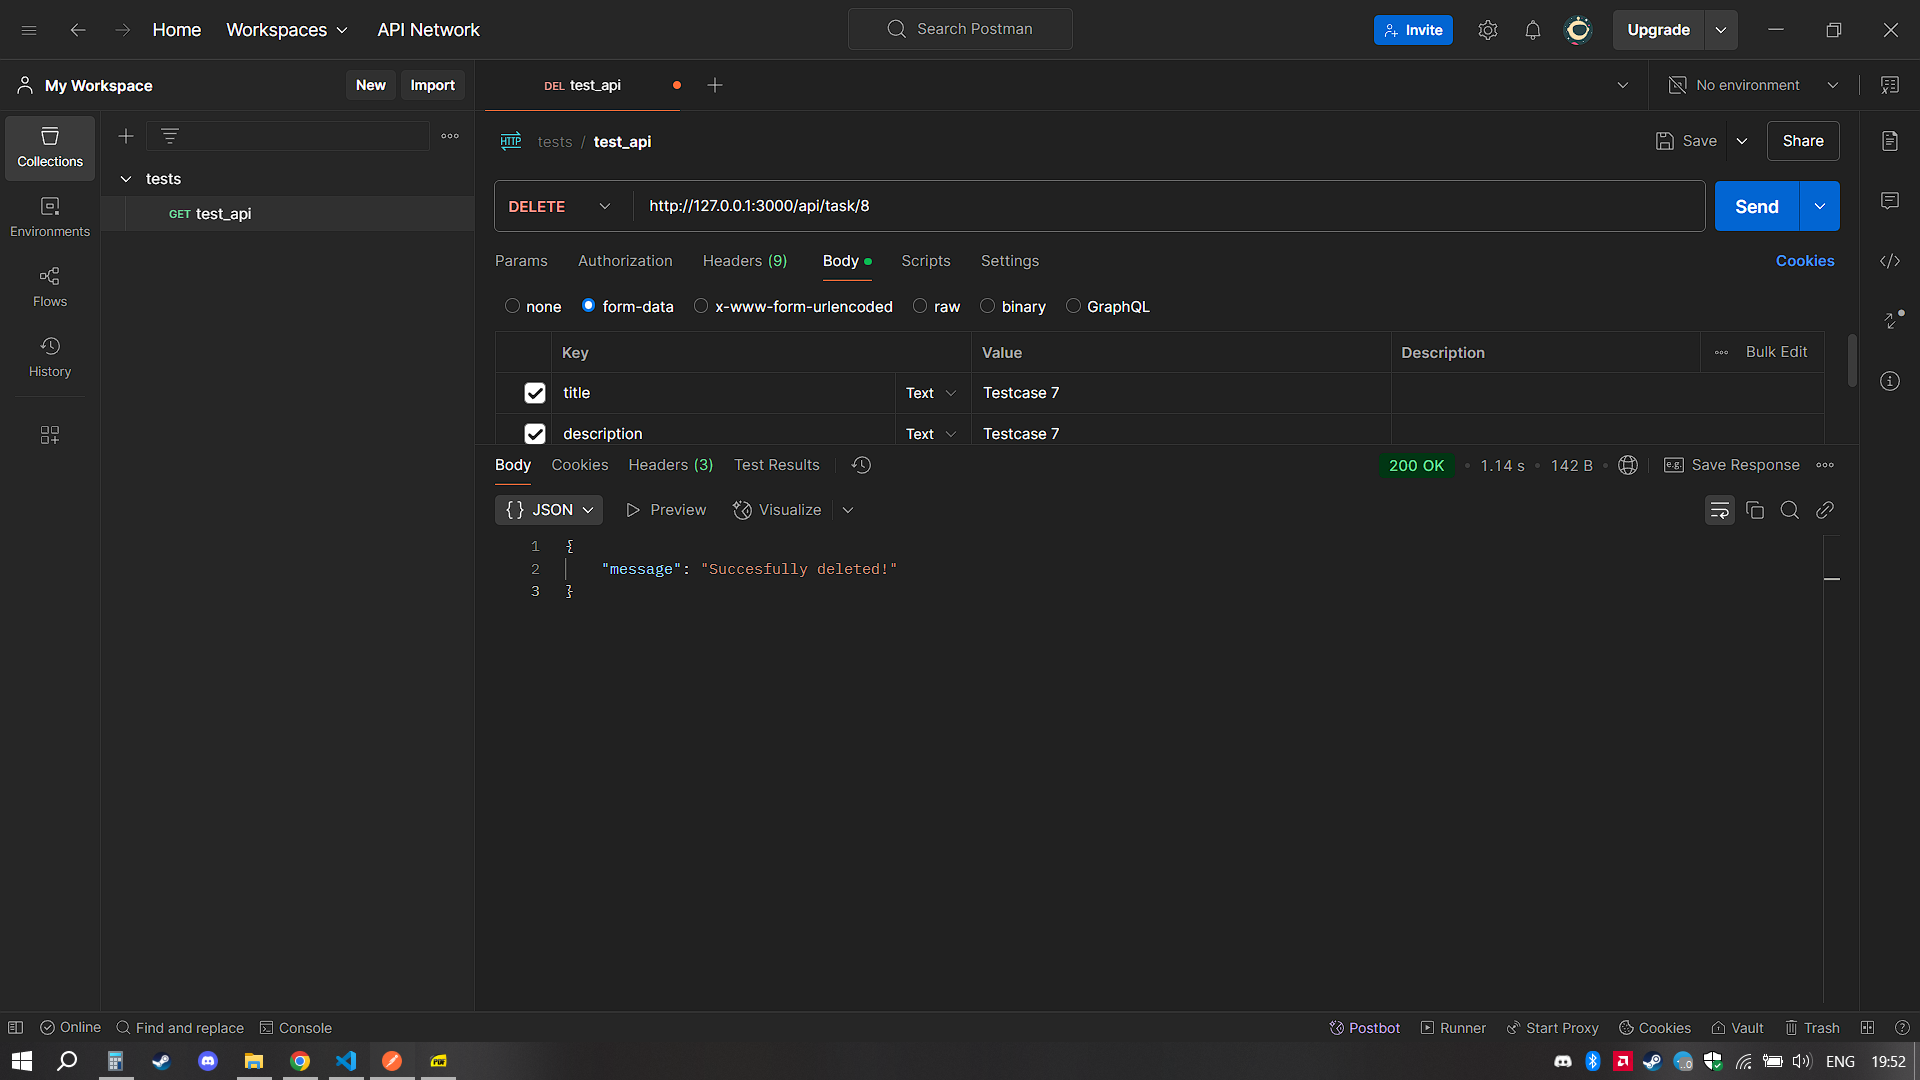 Home Workspaces API Network Search Postman Invite Upgrade
My Workspace New Import DEL test_api No environment
Collections
Environments
Flows
History
tests
GET test_api
HTTP tests / test_api Save Share
DELETE http://127.0.0.1:3000/api/task/8 Send
Params Authorization Headers (9) Body Scripts Settings Cookies
none form-data x-www-form-urlencoded raw binary GraphQL
Key Value Description Bulk Edit
title Text Testcase 7
description Text Testcase 7
Body Cookies Headers (3) Test Results 200 OK 1.14 s 142 B e.g. Save Response
{} JSON Preview Visualize
1 {
2 "message": "Succesfully deleted!"
3 }
Online Find and replace Console Postbot Runner Start Proxy Cookies Vault Trash
PDF ENG 19:52